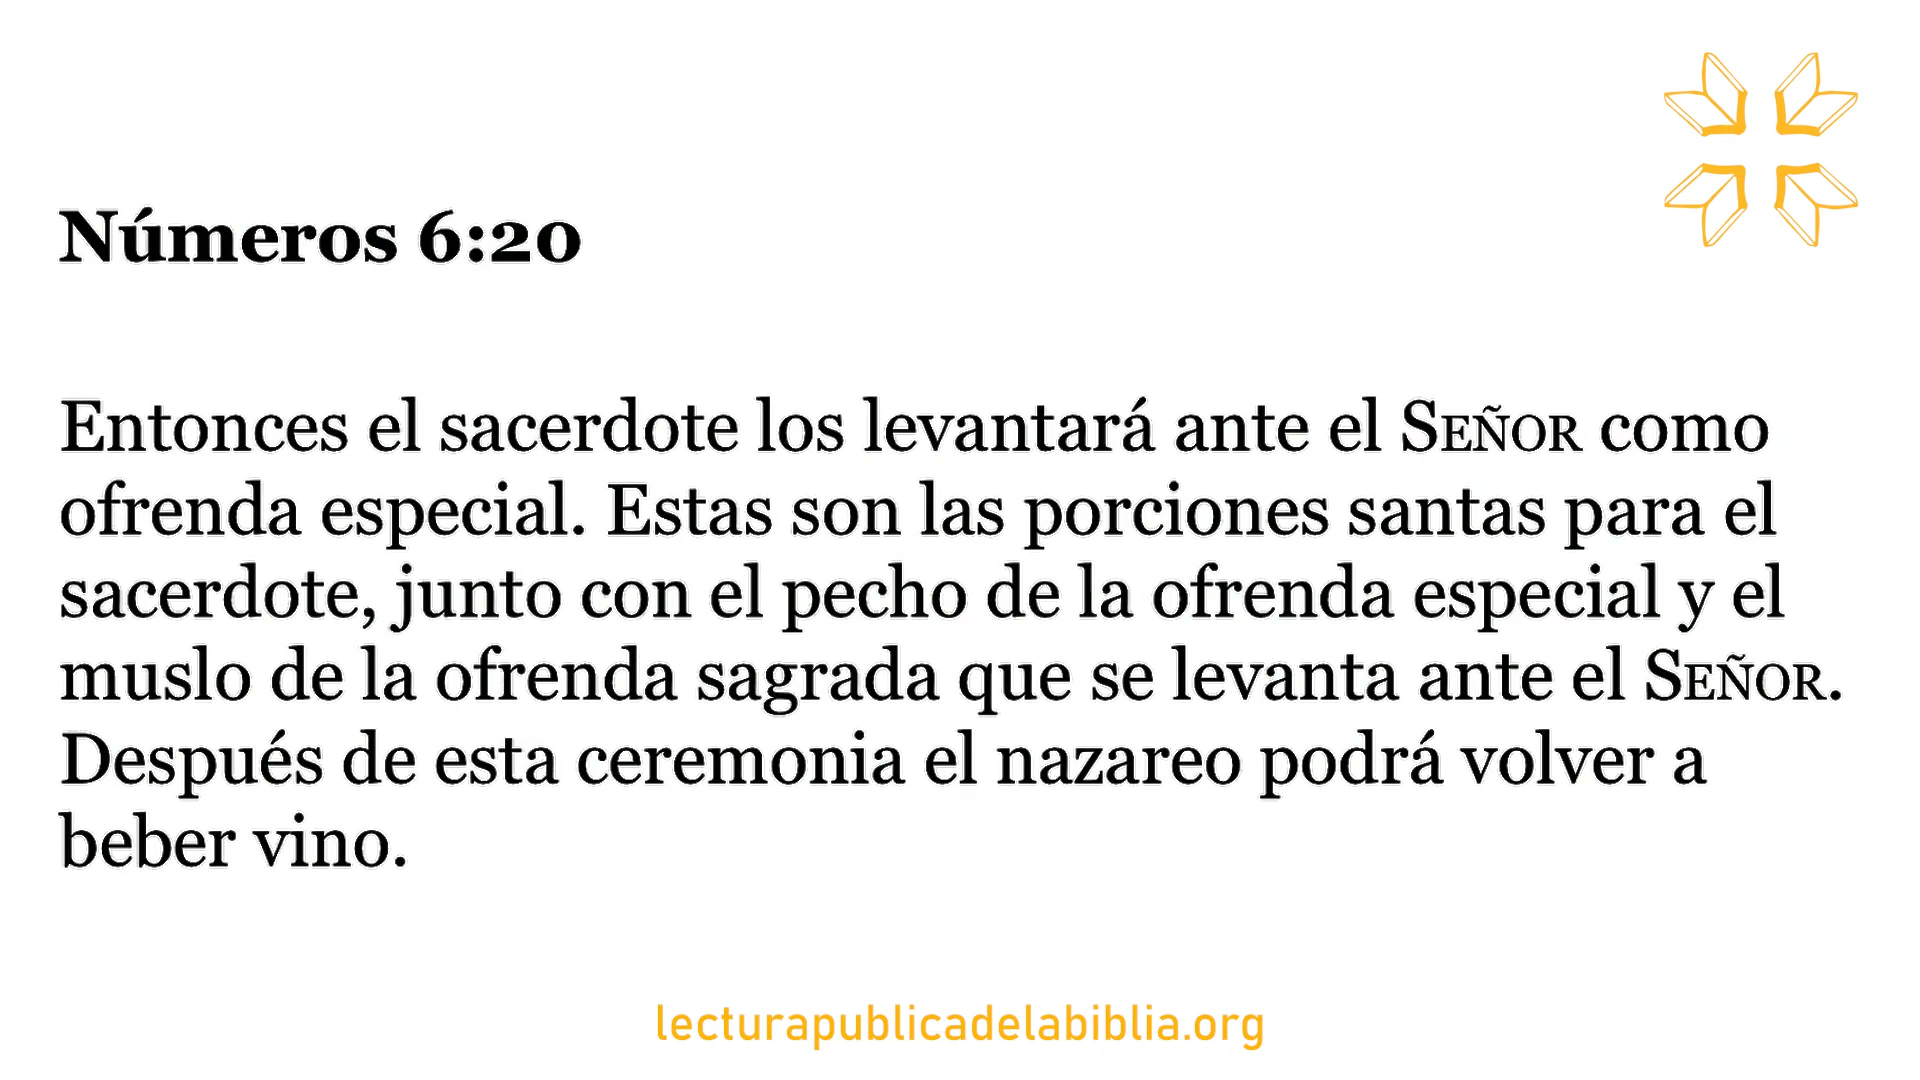 Números 6:20
Entonces el sacerdote los levantará ante el SEÑOR como
ofrenda especial. Estas son las porciones santas para el
sacerdote, junto con el pecho de la ofrenda especial y el
muslo de la ofrenda sagrada que se levanta ante el SEÑOR.
Después de esta ceremonia el nazareo podrá volver a
beber vino.
lecturapublicadelabiblia.org